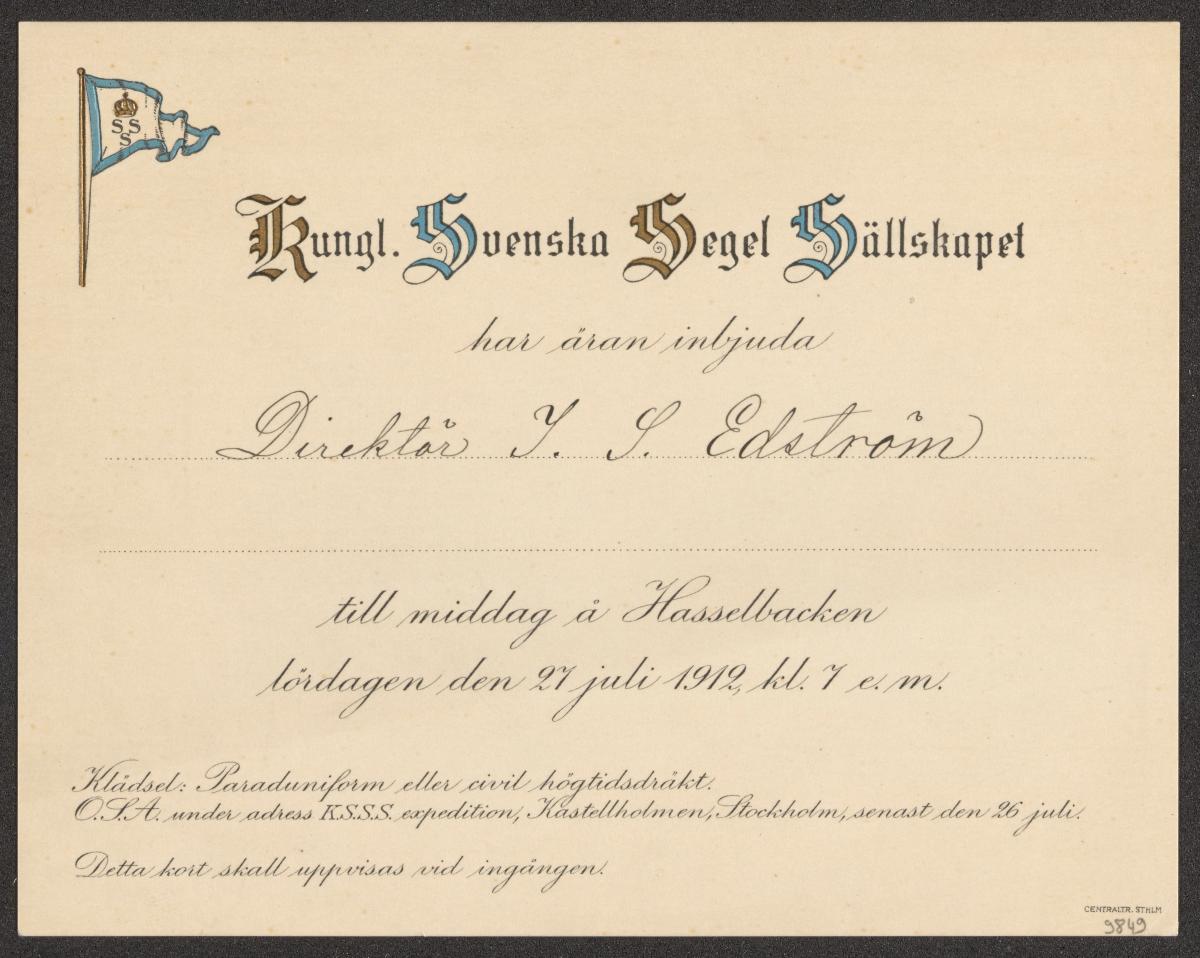 S S
S
Kungl. Svenska Segel Sällskapet
har äran inbjuda
Direktör J. S. Edström
till middag å Hasselbacken
lördagen den 27 juli 1912, kl. 7 e. m.
Klädsel: Paraduniform eller civil högtidsdräkt.
O.S.A. under adress K.S.S.S. expedition, Kastellholmen, Stockholm, senast den 26 juli.
Detta kort skall uppvisas vid ingången.
CENTRALTR. STHLM
9849